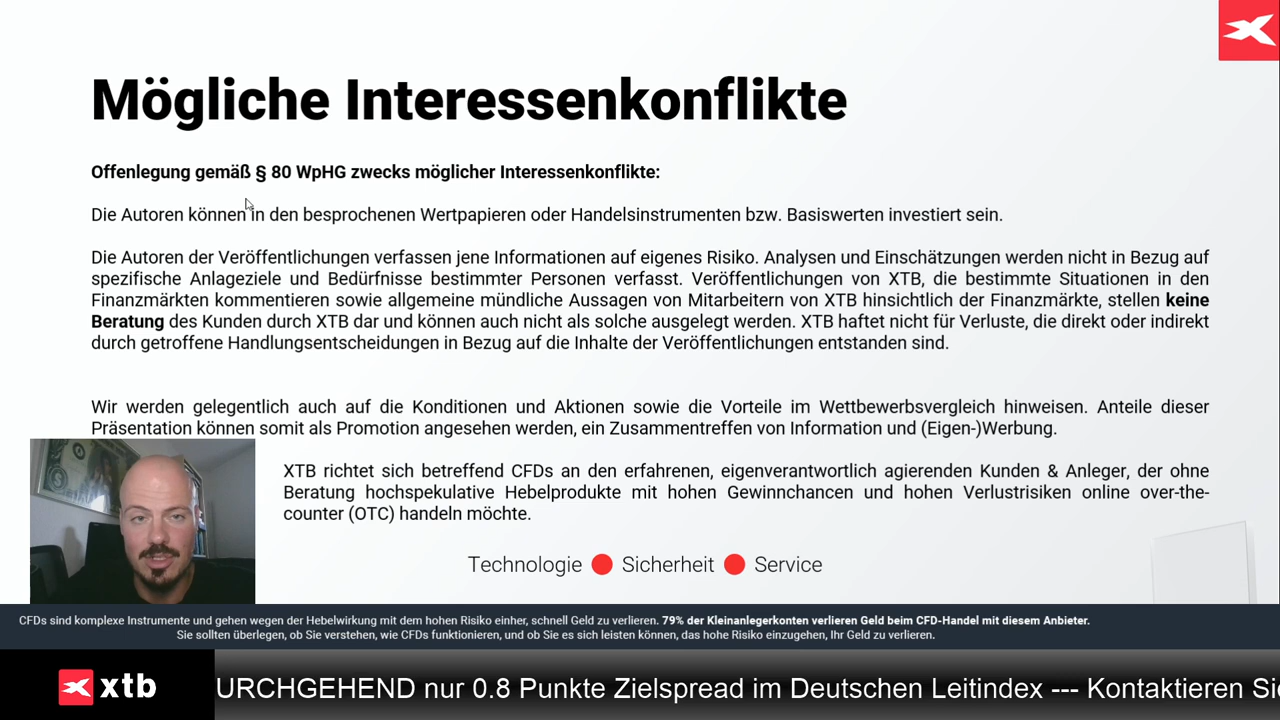 Mögliche Interessenkonflikte
Offenlegung gemäß § 80 WpHG zwecks möglicher Interessenkonflikte:
Die Autoren können in den besprochenen Wertpapieren oder Handelsinstrumenten bzw. Basiswerten investiert sein.
Die Autoren der Veröffentlichungen verfassen jene Informationen auf eigenes Risiko. Analysen und Einschätzungen werden nicht in Bezug auf
spezifische Anlageziele und Bedürfnisse bestimmter Personen verfasst. Veröffentlichungen von XTB, die bestimmte Situationen in den
Finanzmärkten kommentieren sowie allgemeine mündliche Aussagen von Mitarbeitern von XTB hinsichtlich der Finanzmärkte, stellen keine
Beratung des Kunden durch XTB dar und können auch nicht als solche ausgelegt werden. XTB haftet nicht für Verluste, die direkt oder indirekt
durch getroffene Handlungsentscheidungen in Bezug auf die Inhalte der Veröffentlichungen entstanden sind.
Wir werden gelegentlich auch auf die Konditionen und Aktionen sowie die Vorteile im Wettbewerbsvergleich hinweisen. Anteile dieser
Präsentation können somit als Promotion angesehen werden, ein Zusammentreffen von Information und (Eigen-)Werbung.
XTB richtet sich betreffend CFDs an den erfahrenen, eigenverantwortlich agierenden Kunden & Anleger, der ohne
Beratung hochspekulative Hebelprodukte mit hohen Gewinnchancen und hohen Verlustrisiken online over-the-
counter (OTC) handeln möchte.
Technologie Sicherheit Service
CFDs sind komplexe Instrumente und gehen wegen der Hebelwirkung mit dem hohen Risiko einher, schnell Geld zu verlieren. 79% der Kleinanlegerkonten verlieren Geld beim CFD-Handel mit diesem Anbieter.
Sie sollten überlegen, ob Sie verstehen, wie CFDs funktionieren, und ob Sie es sich leisten können, das hohe Risiko einzugehen, Ihr Geld zu verlieren.
xtb
URCHGEHEND nur 0.8 Punkte Zielspread im Deutschen Leitindex --- Kontaktieren Si